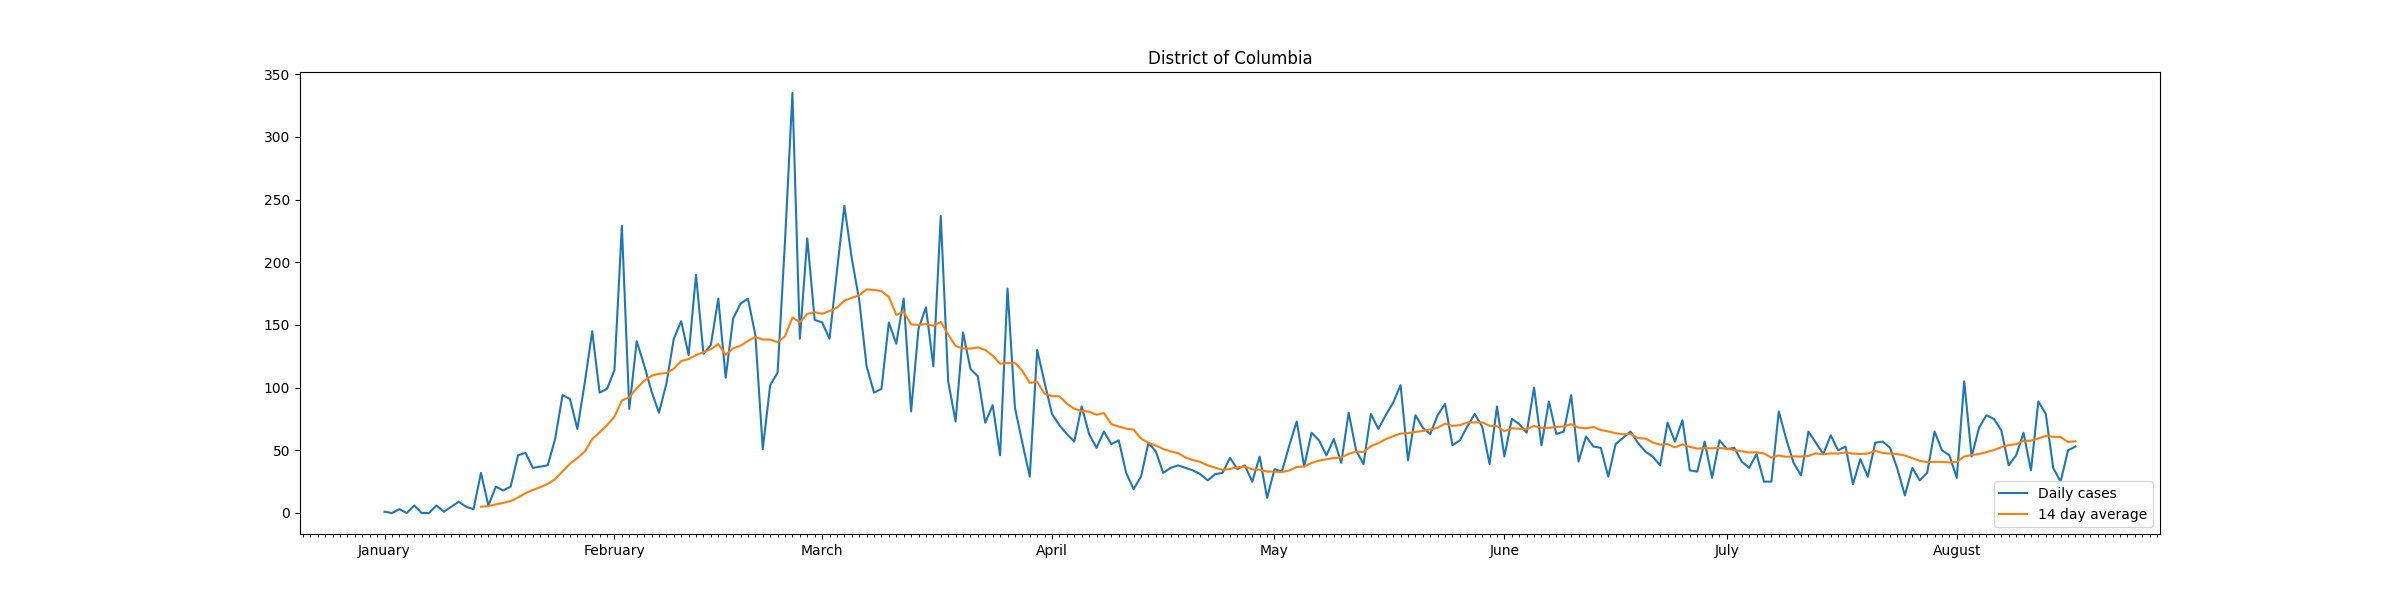 District of Columbia
350
300
250
200
150
100
50
0
January February March April May June July August
Daily cases
14 day average